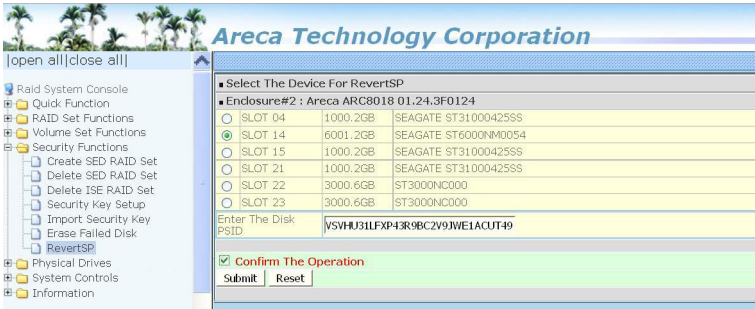 Areca Technology Corporation
|open all|close all|
Raid System Console
Quick Function
RAID Set Functions
Volume Set Functions
Security Functions
Create SED RAID Set
Delete SED RAID Set
Delete ISE RAID Set
Security Key Setup
Import Security Key
Erase Failed Disk
RevertSP
Physical Drives
System Controls
Information
Select The Device For RevertSP
Enclosure#2 : Areca ARC8018 01.24.3F0124
SLOT 04 1000.2GB SEAGATE ST31000425SS
SLOT 14 6001.2GB SEAGATE ST6000NM0054
SLOT 15 1000.2GB SEAGATE ST31000425SS
SLOT 21 1000.2GB SEAGATE ST31000425SS
SLOT 22 3000.6GB ST3000NC000
SLOT 23 3000.6GB ST3000NC000
Enter The Disk
PSID
VSVHU31LFXP43R9BC2V9JWE1ACUT49
Confirm The Operation
Submit Reset